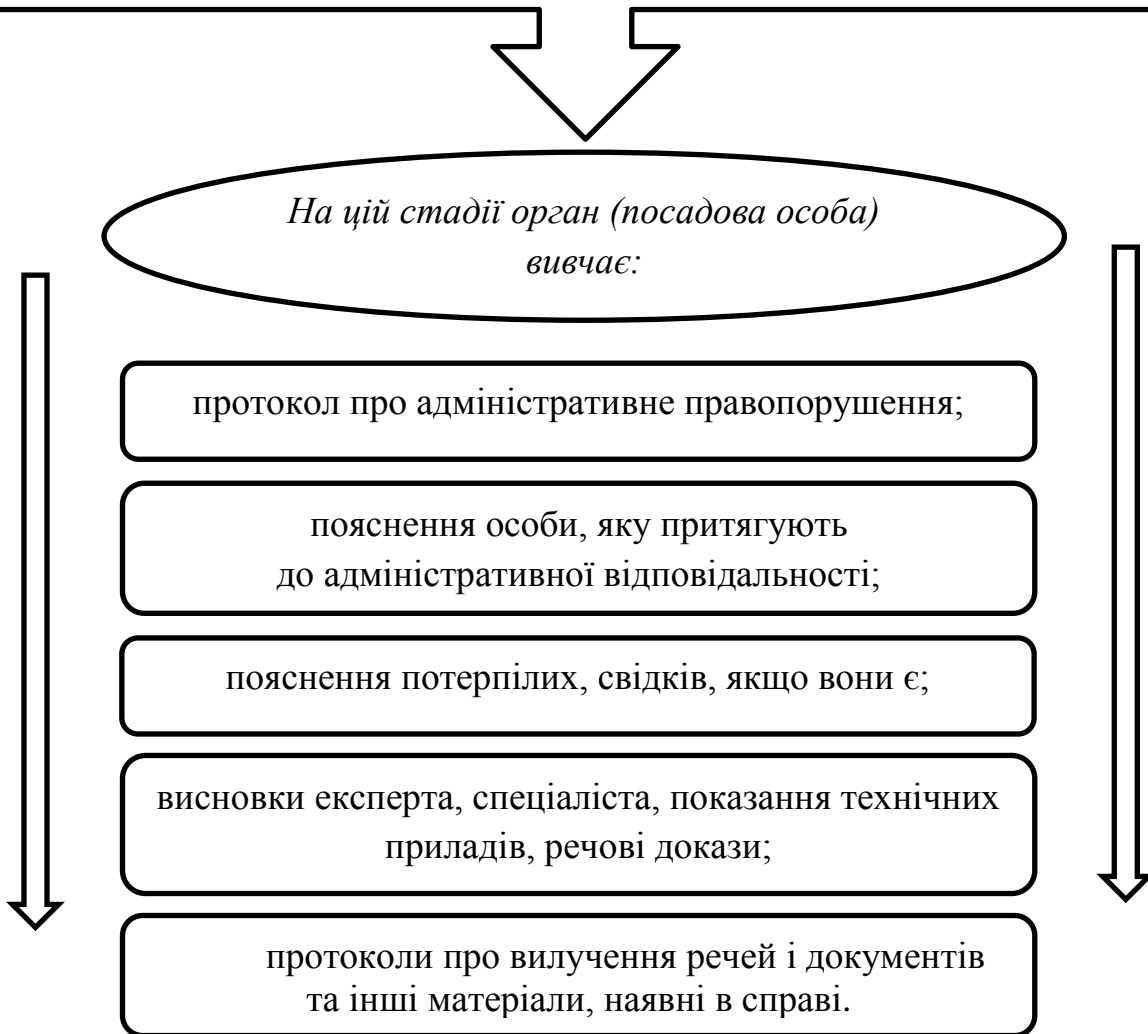 На цій стадії орган (посадова особа)
вивчає:
протокол про адміністративне правопорушення;
пояснення особи, яку притягують
до адміністративної відповідальності;
пояснення потерпілих, свідків, якщо вони є;
висновки експерта, спеціаліста, показання технічних
приладів, речові докази;
протоколи про вилучення речей і документів
та інші матеріали, наявні в справі.